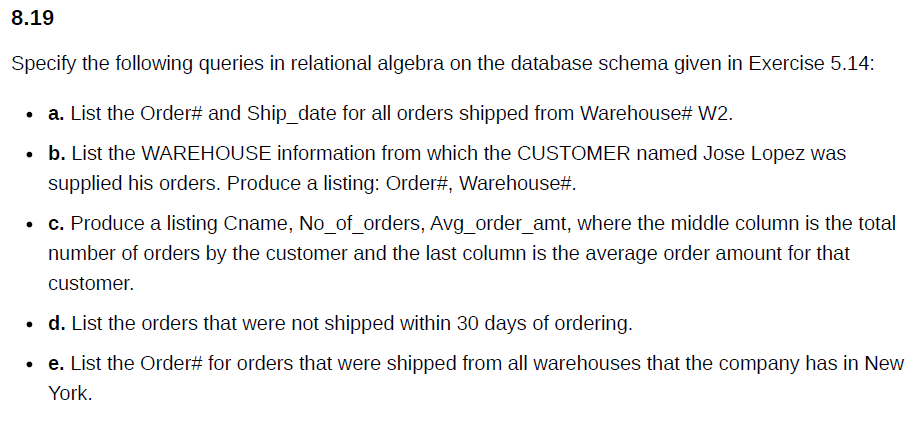 8.19
Specify the following queries in relational algebra on the database schema given in Exercise 5.14:
• a. List the Order# and Ship_date for all orders shipped from Warehouse# W2.
• b. List the WAREHOUSE information from which the CUSTOMER named Jose Lopez was
supplied his orders. Produce a listing: Order#, Warehouse#.
• c. Produce a listing Cname, No_of_orders, Avg_order_amt, where the middle column is the total
number of orders by the customer and the last column is the average order amount for that
customer.
• d. List the orders that were not shipped within 30 days of ordering.
• e. List the Order# for orders that were shipped from all warehouses that the company has in New
York.